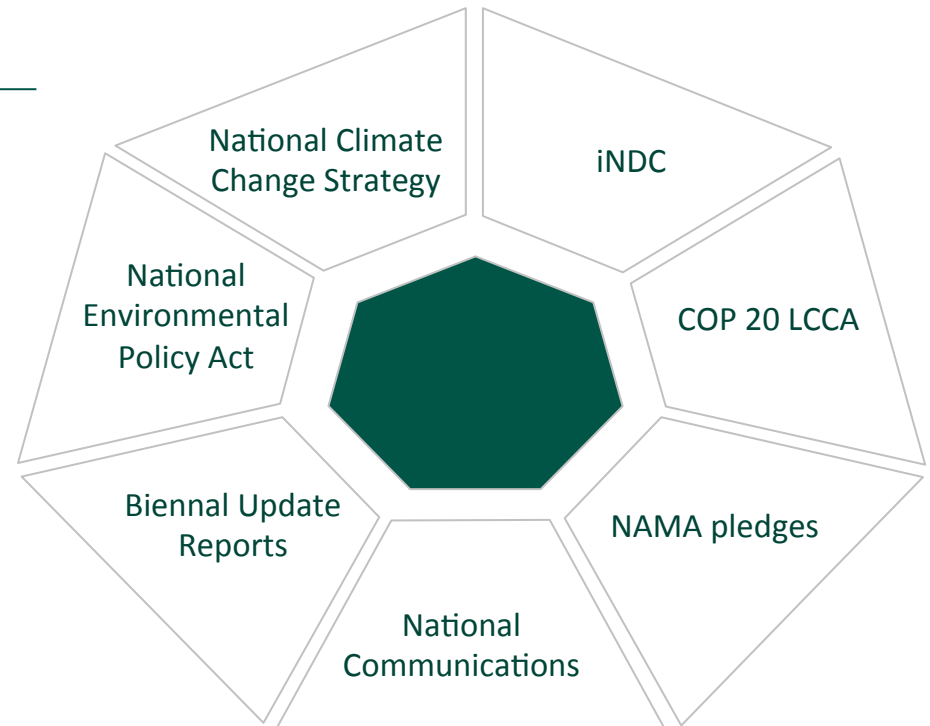 National Climate
Change Strategy
iNDC
National
Environmental
Policy Act
COP 20 LCCA
Biennal Update
Reports
NAMA pledges
National
Communications